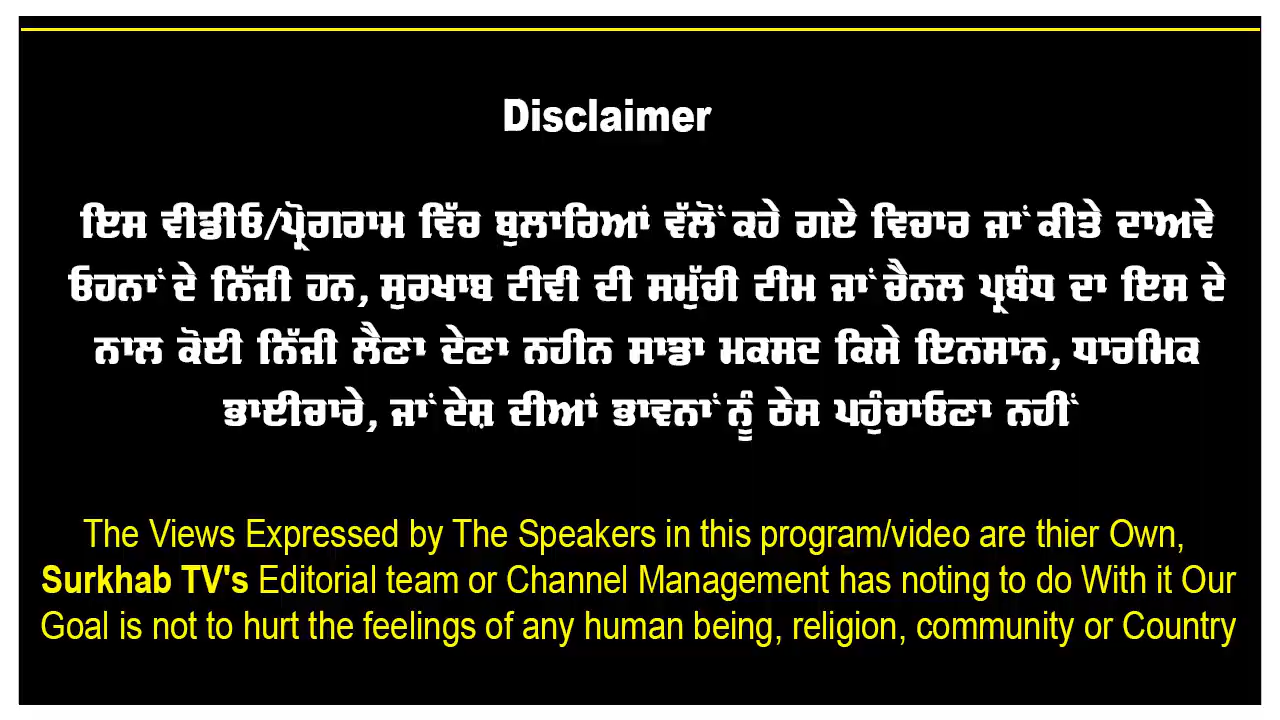 Disclaimer
ਇਸ ਵੀਡੀਓ/ਪ੍ਰੋਗਰਾਮ ਵਿੱਚ ਬੁਲਾਰਿਆਂ ਵੱਲੋਂ ਕਹੇ ਗਏ ਵਿਚਾਰ ਜਾਂ ਕੀਤੇ ਦਾਅਵੇ
ਓਹਨਾਂ ਦੇ ਨਿੱਜੀ ਹਨ, ਸੁਰਖਾਬ ਟੀਵੀ ਦੀ ਸਮੁੱਚੀ ਟੀਮ ਜਾਂ ਚੈਨਲ ਪ੍ਰਬੰਧ ਦਾ ਇਸ ਦੇ
ਨਾਲ ਕੋਈ ਨਿੱਜੀ ਲੈਣਾ ਦੇਣਾ ਨਹੀਨ ਸਾਡਾ ਮਕਸਦ ਕਿਸੇ ਇਨਸਾਨ, ਧਾਰਮਿਕ
ਭਾਈਚਾਰੇ, ਜਾਂ ਦੇਸ਼ ਦੀਆਂ ਭਾਵਨਾਂ ਨੂੰ ਠੇਸ ਪਹੁੰਚਾਓਣਾ ਨਹੀਂ
The Views Expressed by The Speakers in this program/video are thier Own,
Surkhab TV's Editorial team or Channel Management has noting to do With it Our
Goal is not to hurt the feelings of any human being, religion, community or Country